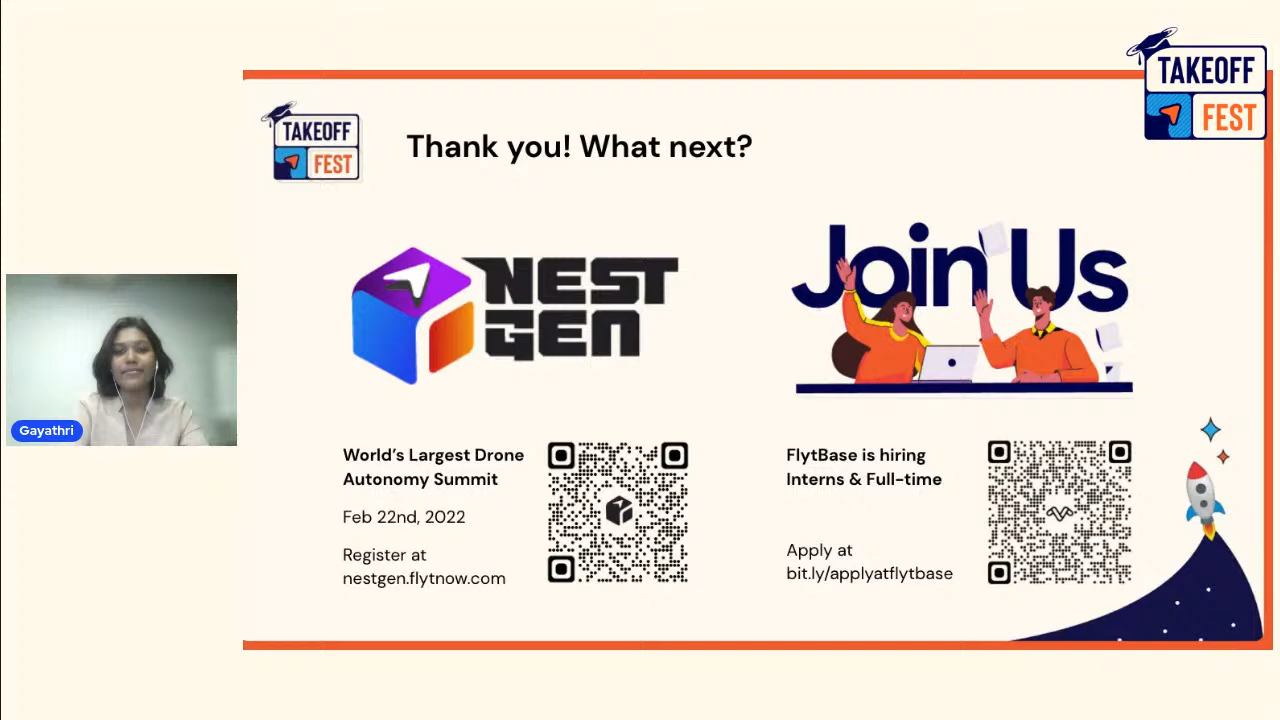 TAKEOFF
FEST
TAKEOFF
FEST
Thank you! What next?
NEST
GEN
Join Us
Gayathri
World's Largest Drone
Autonomy Summit
Feb 22nd, 2022
Register at
nestgen.flytnow.com
FlytBase is hiring
Interns & Full-time
Apply at
bit.ly/applyatflytbase